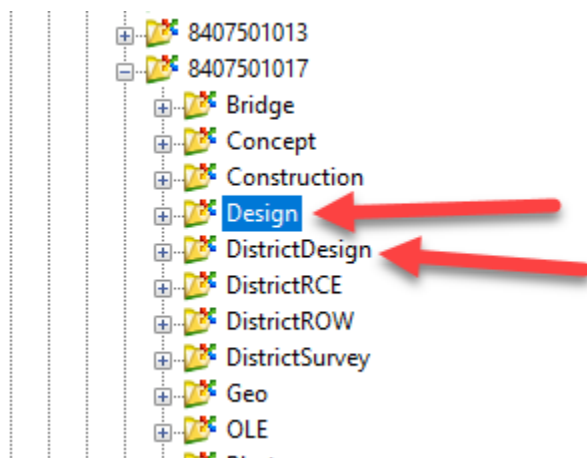 8407501013
8407501017
Bridge
Concept
Construction
Design
DistrictDesign
DistrictRCE
DistrictROW
DistrictSurvey
Geo
OLE